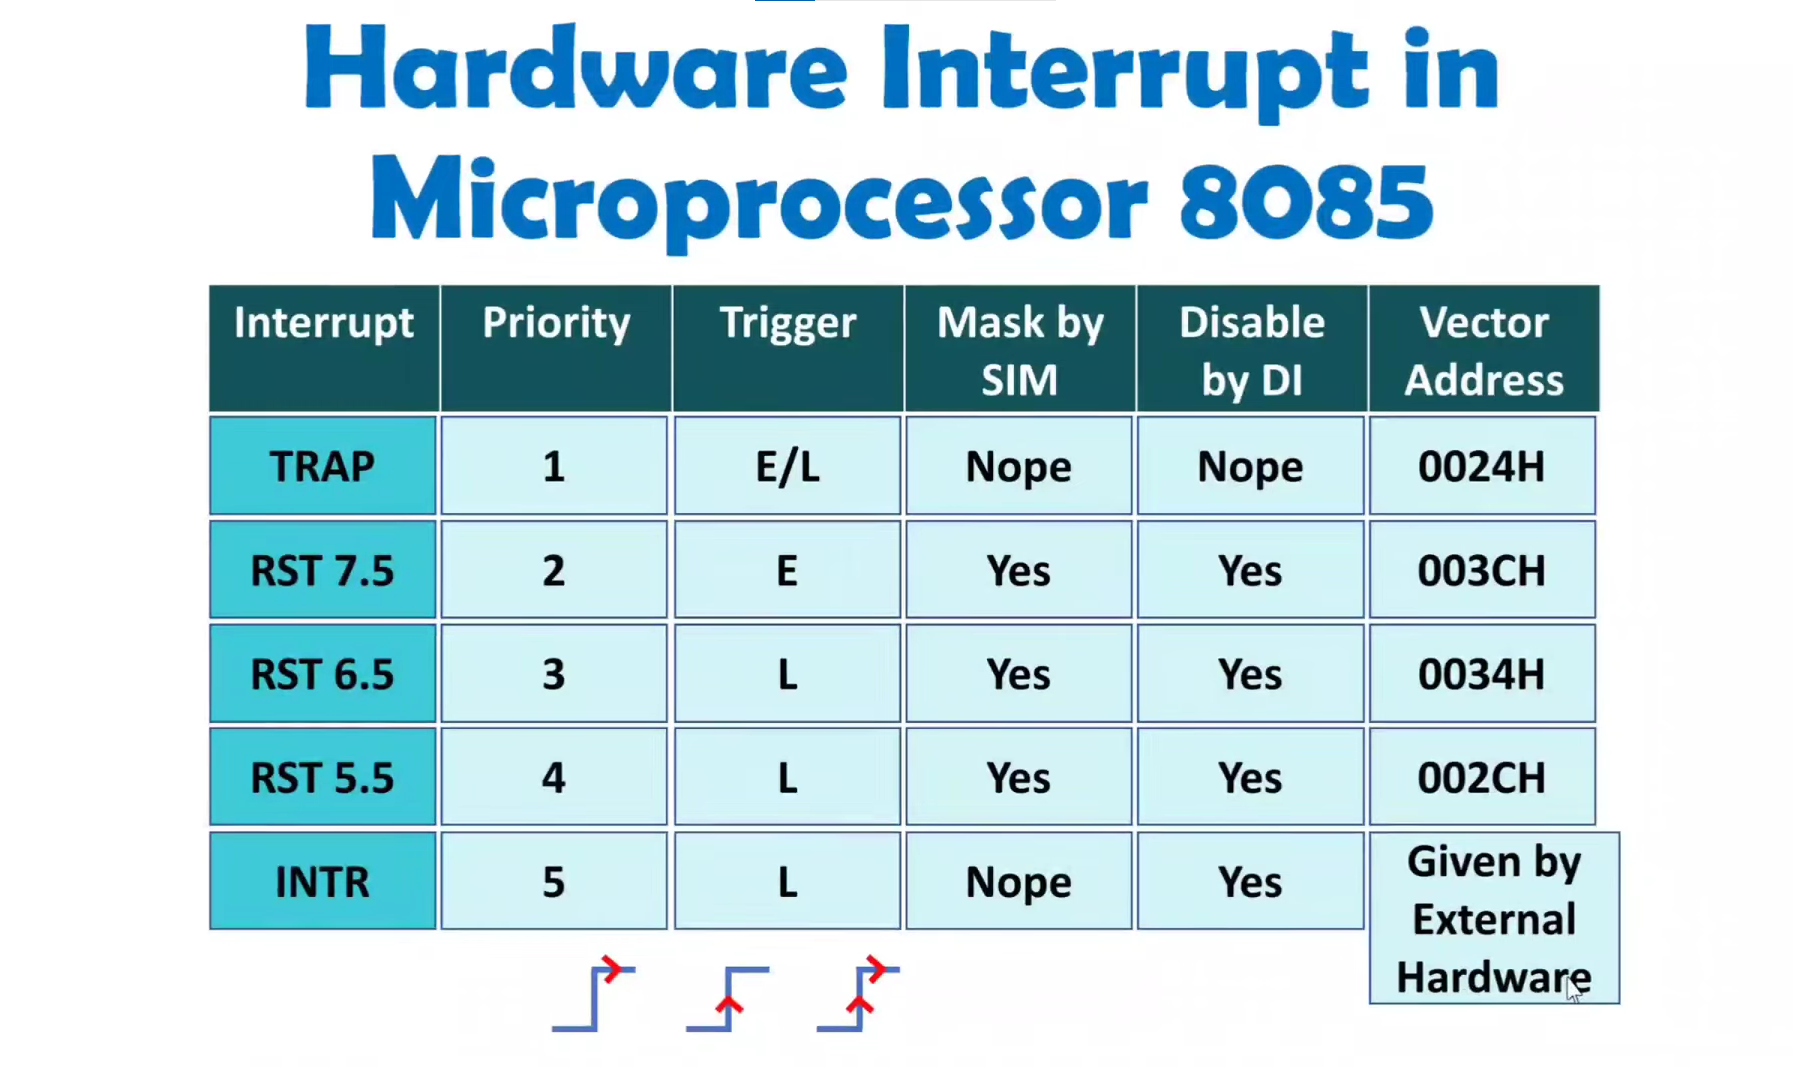 Hardware Interrupt in
Microprocessor 8085
Interrupt Priority Trigger Mask by SIM Disable by DI Vector Address
TRAP 1 E/L Nope Nope 0024H
RST 7.5 2 E Yes Yes 003CH
RST 6.5 3 L Yes Yes 0034H
RST 5.5 4 L Yes Yes 002CH
INTR 5 L Nope Yes Given by
External
Hardware